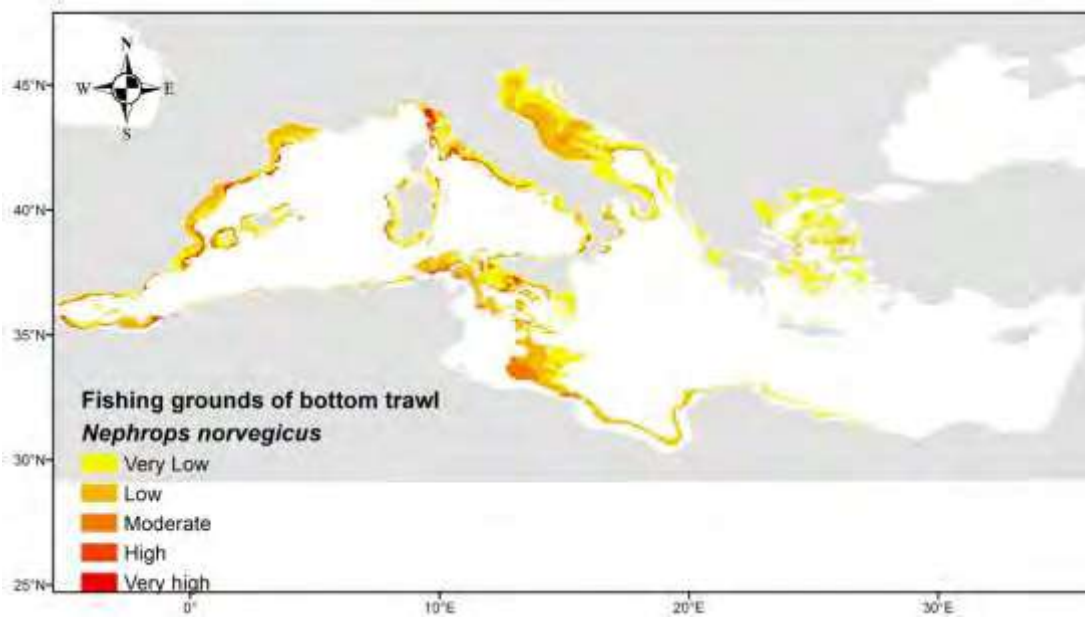 N
W E
S
45°N
40°N
35°N
30°N
25°N
Fishing grounds of bottom trawl
Nephrops norvegicus
Very Low
Low
Moderate
High
Very high
0° 10°E 20°E 30°E